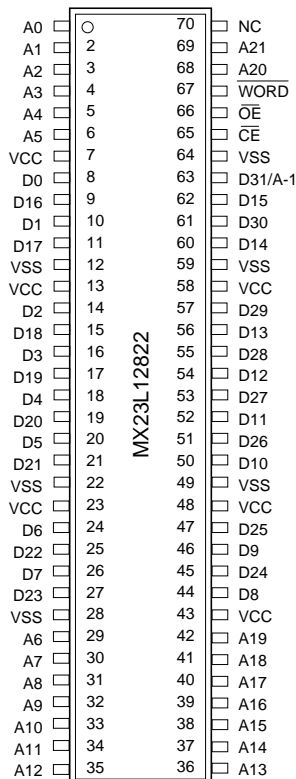 A0 70 NC
A1 2 69 A21
A2 3 68 A20
A3 4 67 WORD
A4 5 66 OE
A5 6 65 CE
VCC 7 64 VSS
D0 8 63 D31/A-1
D16 9 62 D15
D1 10 61 D30
D17 11 60 D14
VSS 12 59 VSS
VCC 13 58 VCC
D2 14 57 D29
D18 15 56 D13
D3 16 55 D28
D19 17 54 D12
D4 18 53 D27
D20 19 52 D11
D5 20 51 D26
D21 21 50 D10
VSS 22 49 VSS
VCC 23 48 VCC
D6 24 47 D25
D22 25 46 D9
D7 26 45 D24
D23 27 44 D8
VSS 28 43 VCC
A6 29 42 A19
A7 30 41 A18
A8 31 40 A17
A9 32 39 A16
A10 33 38 A15
A11 34 37 A14
A12 35 36 A13
MX23L12822